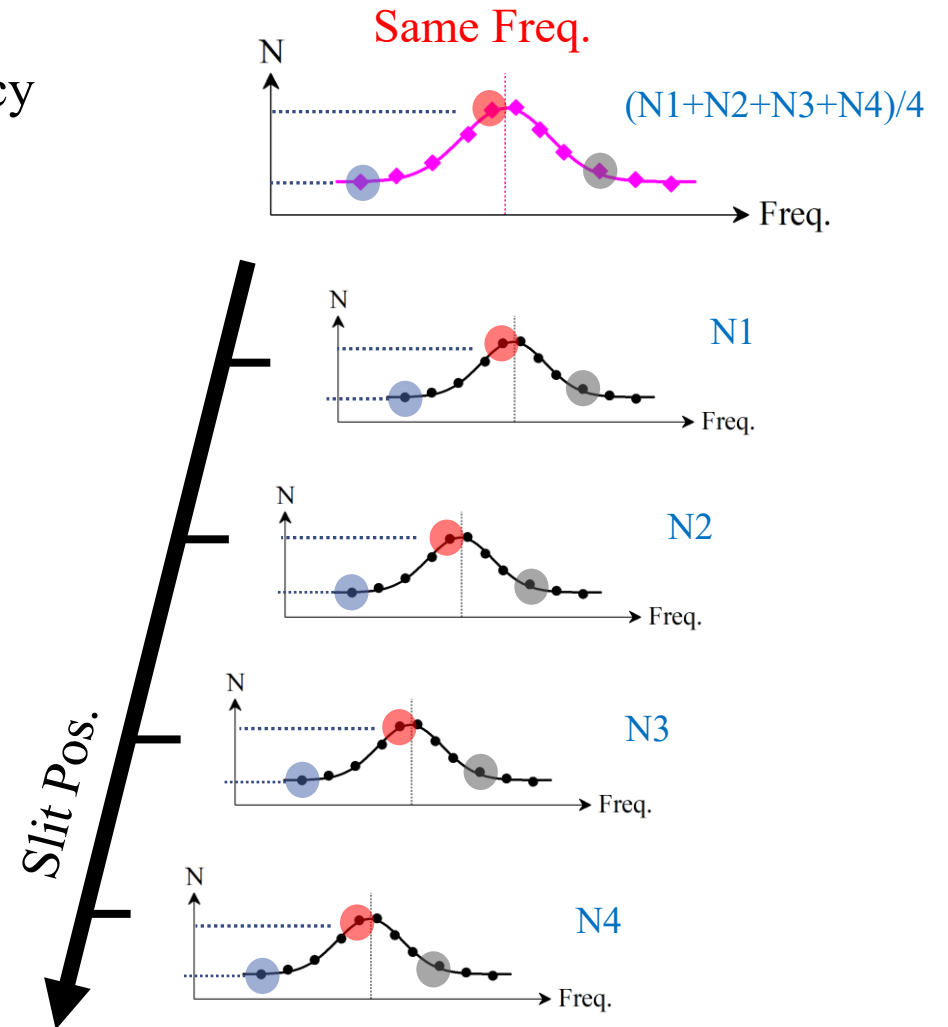 Same Freq.
cy
N
(N1+N2+N3+N4)/4
Freq.
N
N1
Freq.
N
N2
Freq.
N
N3
Freq.
Slit Pos.
N
N4
Freq.